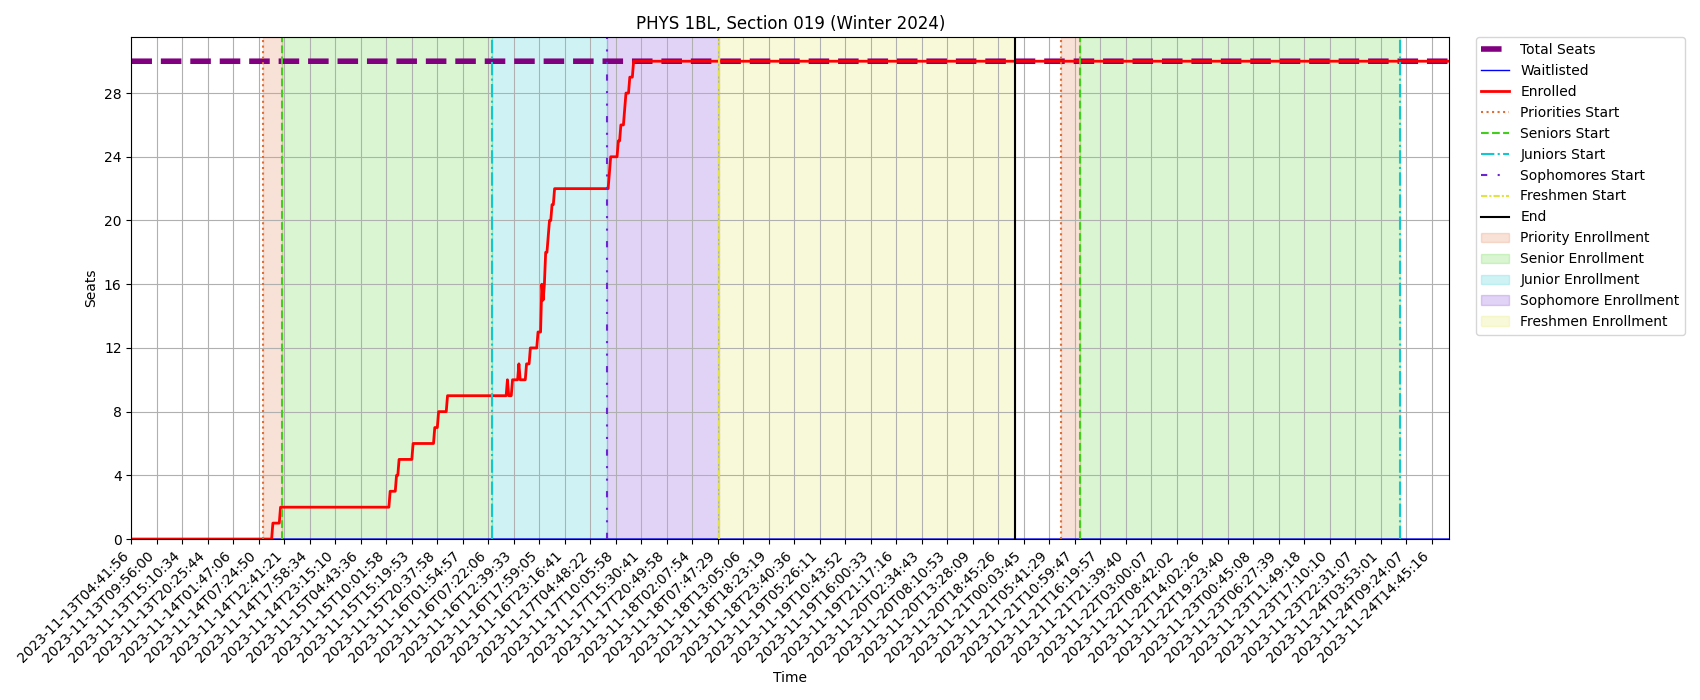 PHYS 1BL, Section 019 (Winter 2024)
Seats
28
24
20
16
12
8
4
0
2023-11-13T04:41:56
2023-11-13T09:56:00
2023-11-13T15:10:34
2023-11-13T20:25:44
2023-11-14T01:47:06
2023-11-14T07:24:50
2023-11-14T12:41:21
2023-11-14T17:58:34
2023-11-14T23:15:10
2023-11-15T04:43:36
2023-11-15T10:01:58
2023-11-15T15:19:53
2023-11-15T20:37:58
2023-11-16T01:54:57
2023-11-16T07:22:06
2023-11-16T12:39:33
2023-11-16T17:59:05
2023-11-16T23:16:41
2023-11-17T04:48:22
2023-11-17T10:05:58
2023-11-17T15:30:41
2023-11-17T20:49:58
2023-11-18T02:07:54
2023-11-18T07:47:29
2023-11-18T13:05:06
2023-11-18T18:23:19
2023-11-18T23:40:36
2023-11-19T05:26:11
2023-11-19T10:43:52
2023-11-19T16:00:33
2023-11-19T21:17:16
2023-11-20T02:34:43
2023-11-20T08:10:53
2023-11-20T13:28:09
2023-11-20T18:45:26
2023-11-21T00:03:45
2023-11-21T05:41:29
2023-11-21T10:59:47
2023-11-21T16:19:57
2023-11-21T21:39:40
2023-11-22T03:00:07
2023-11-22T08:42:02
2023-11-22T14:02:26
2023-11-22T19:23:40
2023-11-23T00:45:08
2023-11-23T06:27:39
2023-11-23T11:49:18
2023-11-23T17:10:10
2023-11-23T22:31:07
2023-11-24T03:53:01
2023-11-24T09:24:07
2023-11-24T14:45:16
Time
Total Seats
Waitlisted
Enrolled
Priorities Start
Seniors Start
Juniors Start
Sophomores Start
Freshmen Start
End
Priority Enrollment
Senior Enrollment
Junior Enrollment
Sophomore Enrollment
Freshmen Enrollment